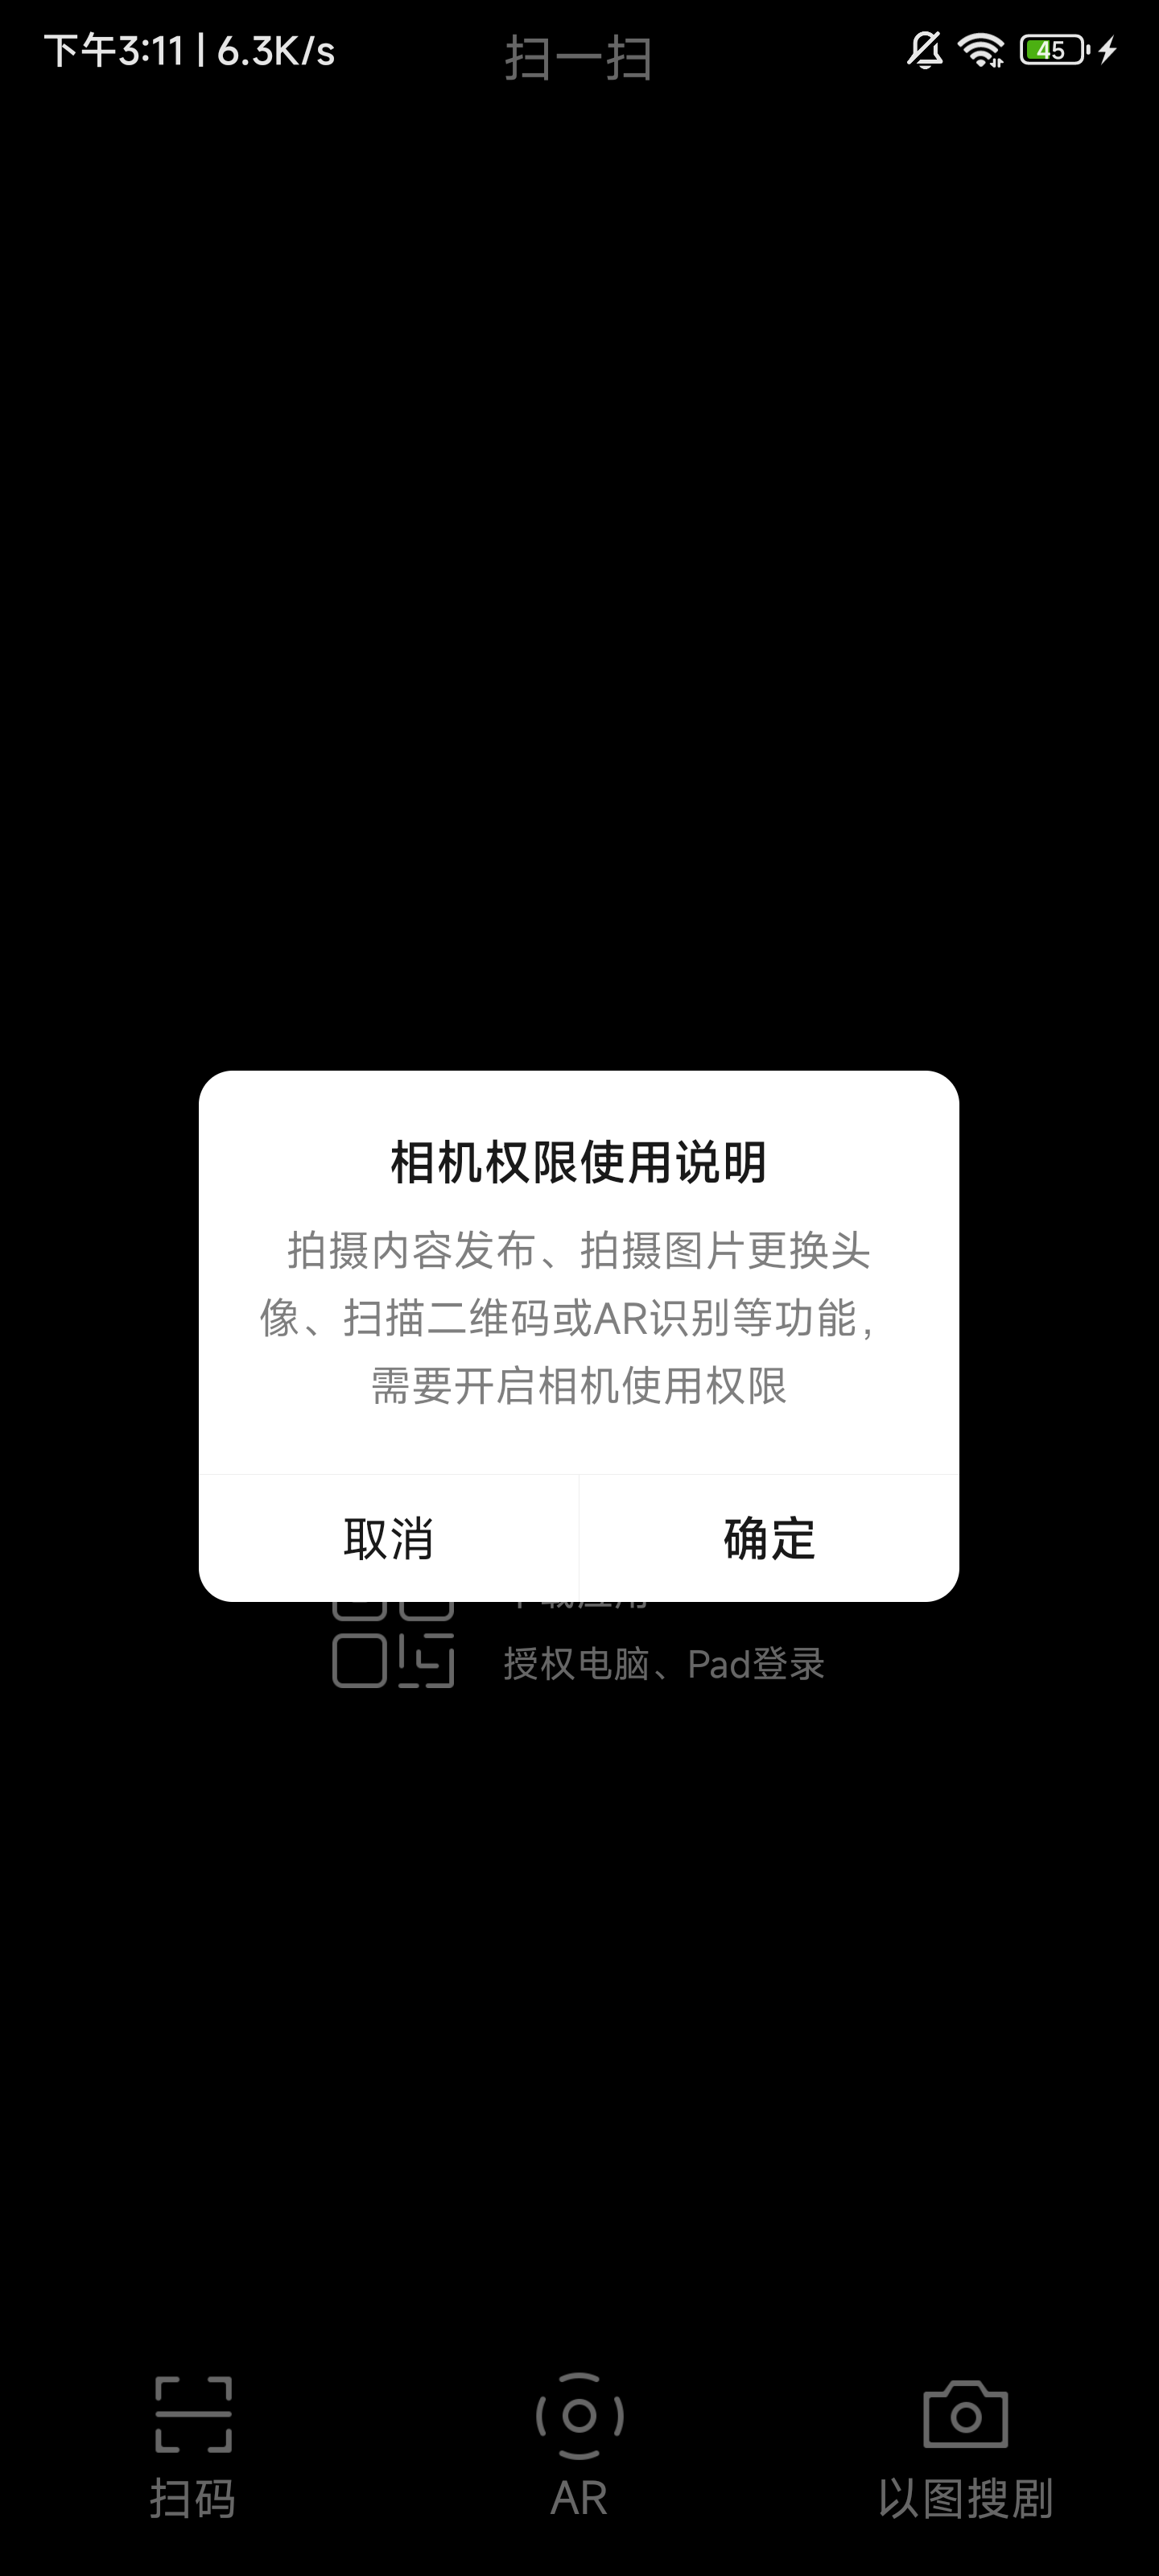 下午3:11 | 6.3K/s
扫一扫
45
相机权限使用说明
拍摄内容发布、拍摄图片更换头
像、扫描二维码或AR识别等功能,
需要开启相机使用权限
取消
确定
授权电脑、Pad登录
扫码
AR
以图搜剧